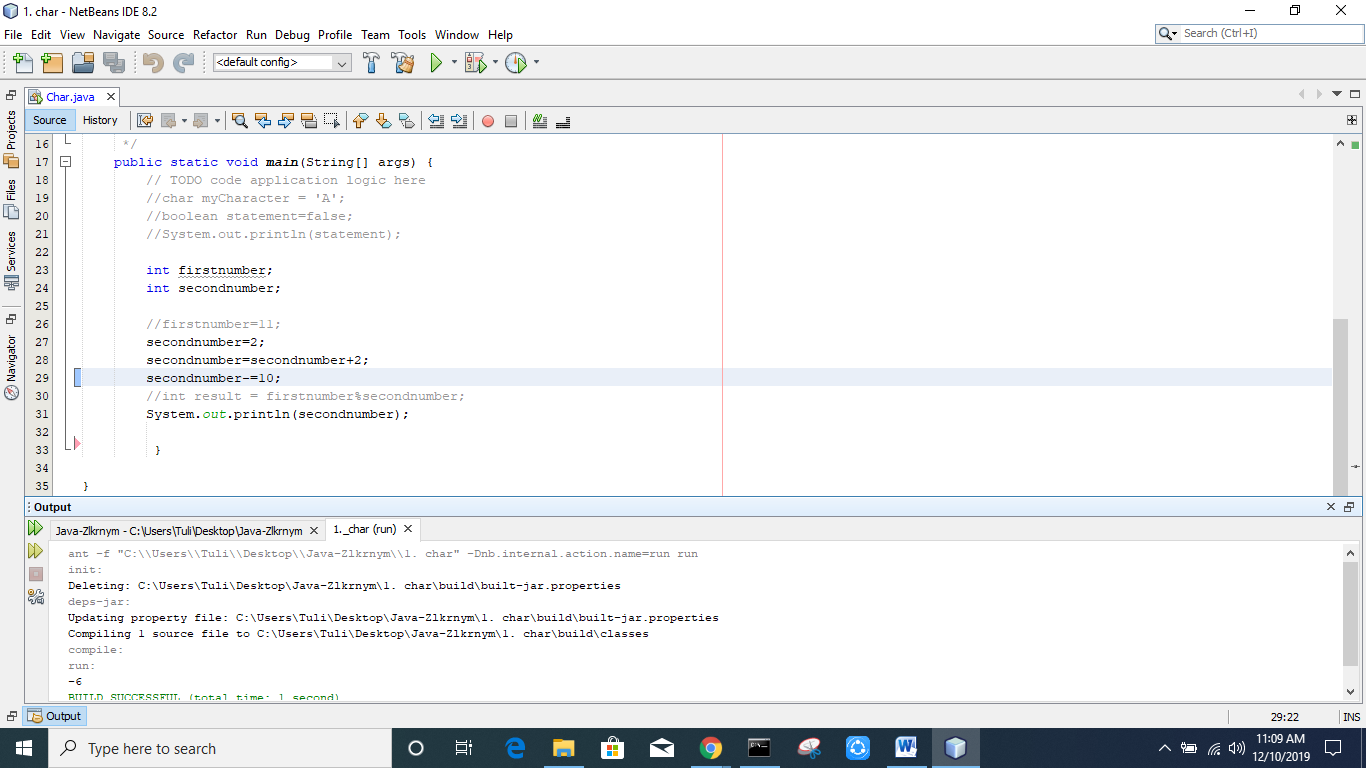 1. char - NetBeans IDE 8.2
File Edit View Navigate Source Refactor Run Debug Profile Team Tools Window Help
Search (Ctrl+I)
<default config>
Char.java
Source History
Projects
Files
Services
Navigator
16 */
17 public static void main(String[] args) {
18 // TODO code application logic here
19 //char myCharacter = 'A';
20 //boolean statement=false;
21 //System.out.println(statement);
22
23 int firstnumber;
24 int secondnumber;
25
26 //firstnumber=11;
27 secondnumber=2;
28 secondnumber=secondnumber+2;
29 secondnumber-=10;
30 //int result = firstnumber%secondnumber;
31 System.out.println(secondnumber);
32
33 }
34
35 }
Output
Java-Zlkrnym - C:\Users\Tuli\Desktop\Java-Zlkrnym
1._char (run)
ant -f "C:\\Users\\Tuli\\Desktop\\Java-Zlkrnym\\1. char" -Dnb.internal.action.name=run run
init:
Deleting: C:\Users\Tuli\Desktop\Java-Zlkrnym\1. char\build\built-jar.properties
deps-jar:
Updating property file: C:\Users\Tuli\Desktop\Java-Zlkrnym\1. char\build\built-jar.properties
Compiling 1 source file to C:\Users\Tuli\Desktop\Java-Zlkrnym\1. char\build\classes
compile:
run:
-6
BUILD SUCCESSFUL (total time: 1 second)
Output
29:22 INS
Type here to search
11:09 AM
12/10/2019